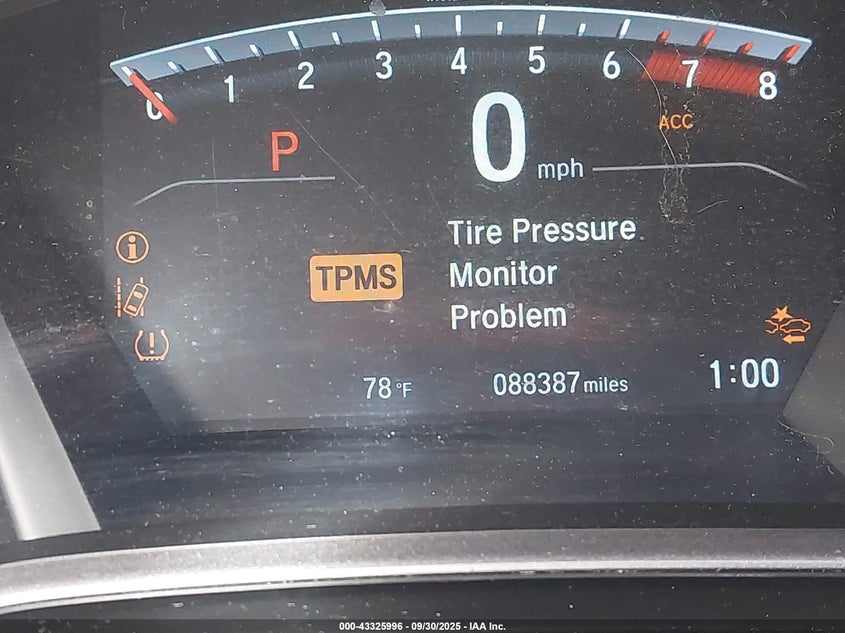 0 1 2 3 4 5 6 7 8
P 0 mph ACC
Tire Pressure
TPMS Monitor
Problem
78 °F 088387 miles 1:00
000-43325996 - 09/30/2025 - IAA Inc.